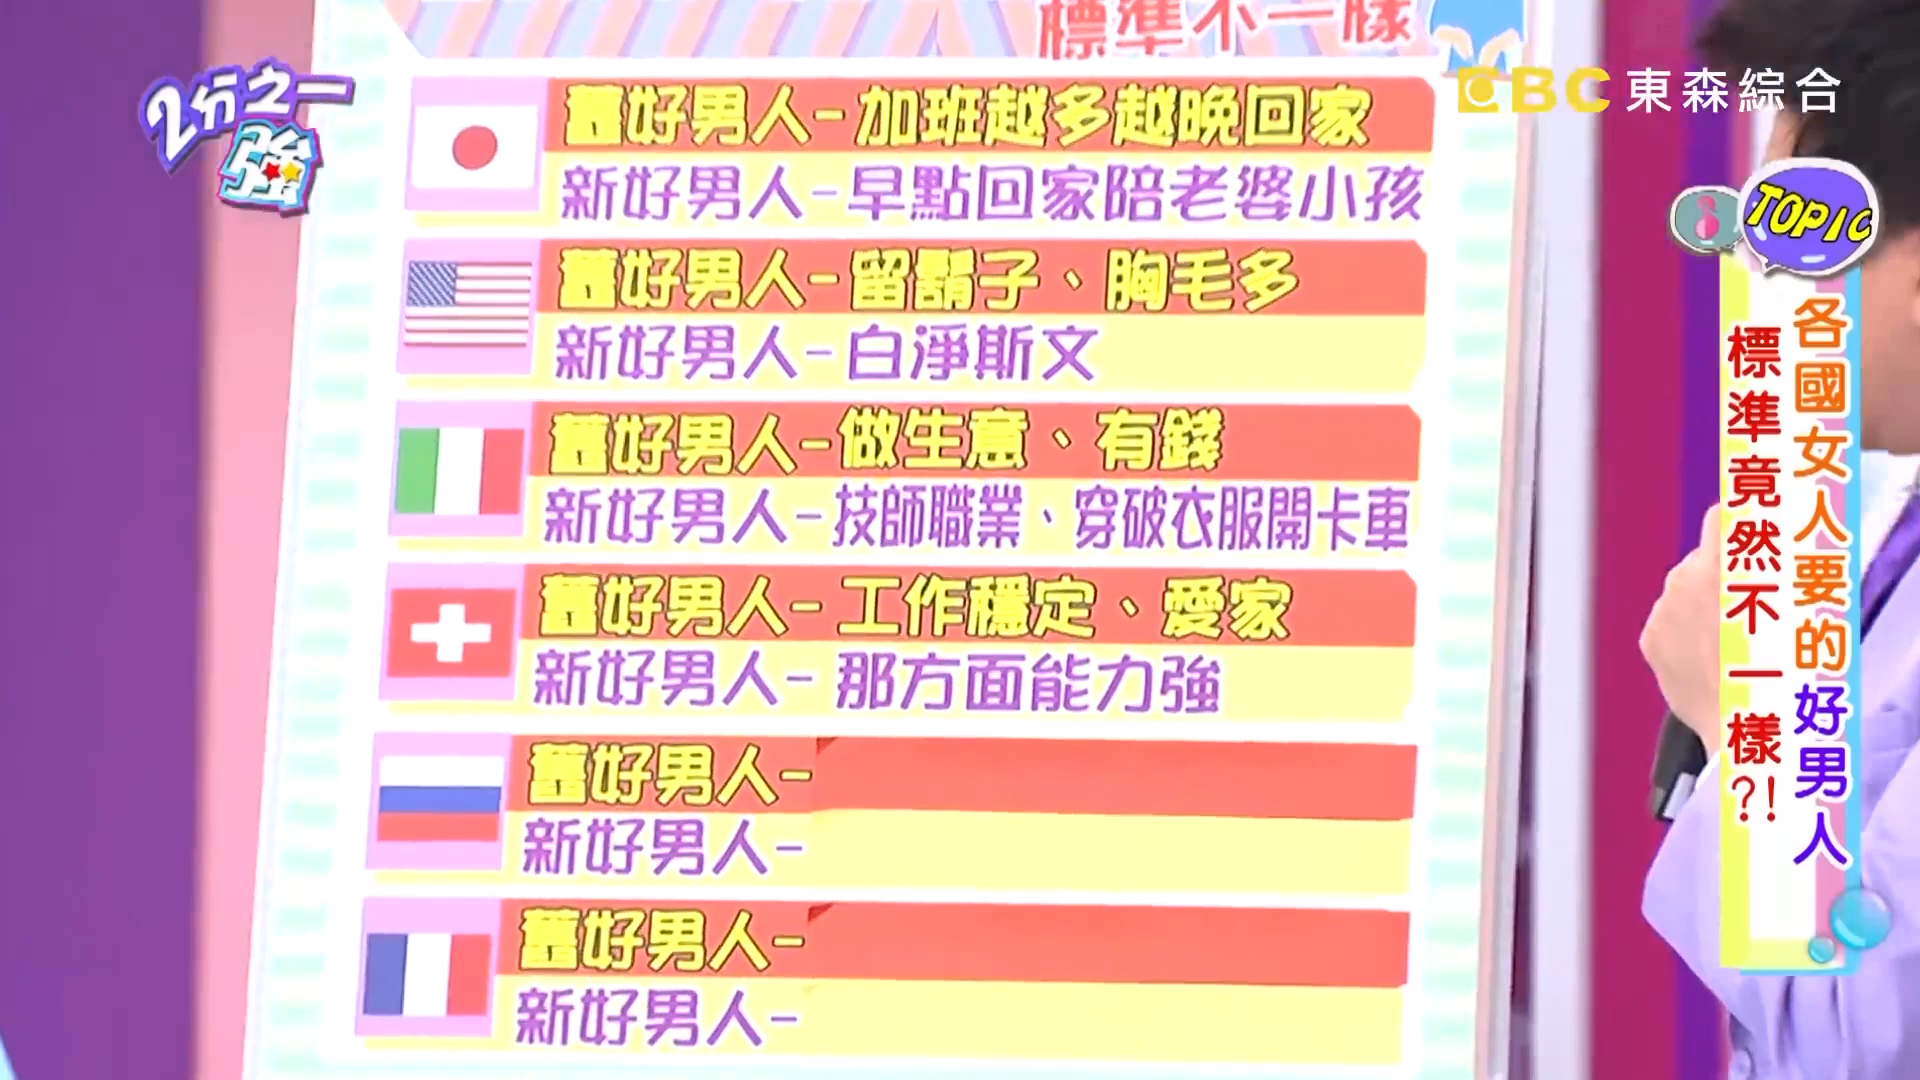 標準不一樣
2分之一強
EBC 東森綜合
舊好男人-加班越多越晚回家
新好男人-早點回家陪老婆小孩
舊好男人-留鬍子、胸毛多
新好男人-白淨斯文
舊好男人-做生意、有錢
新好男人-技師職業、穿破衣服開卡車
舊好男人-工作穩定、愛家
新好男人-那方面能力強
舊好男人-
新好男人-
舊好男人-
新好男人-
TOPIC
各國女人要的好男人
標準竟然不一樣?!